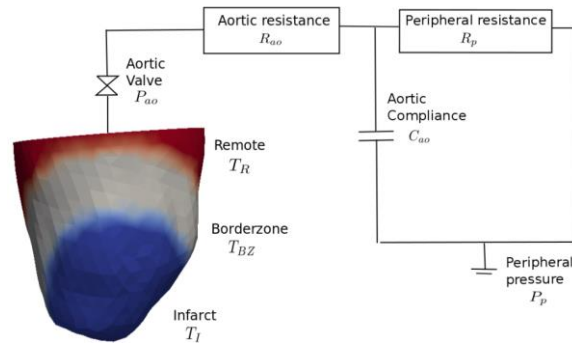 Aortic resistance
R_ao
Peripheral resistance
R_p
Aortic
Valve
P_ao
Aortic
Compliance
C_ao
Remote
T_R
Borderzone
T_BZ
Infarct
T_I
Peripheral
pressure
P_p